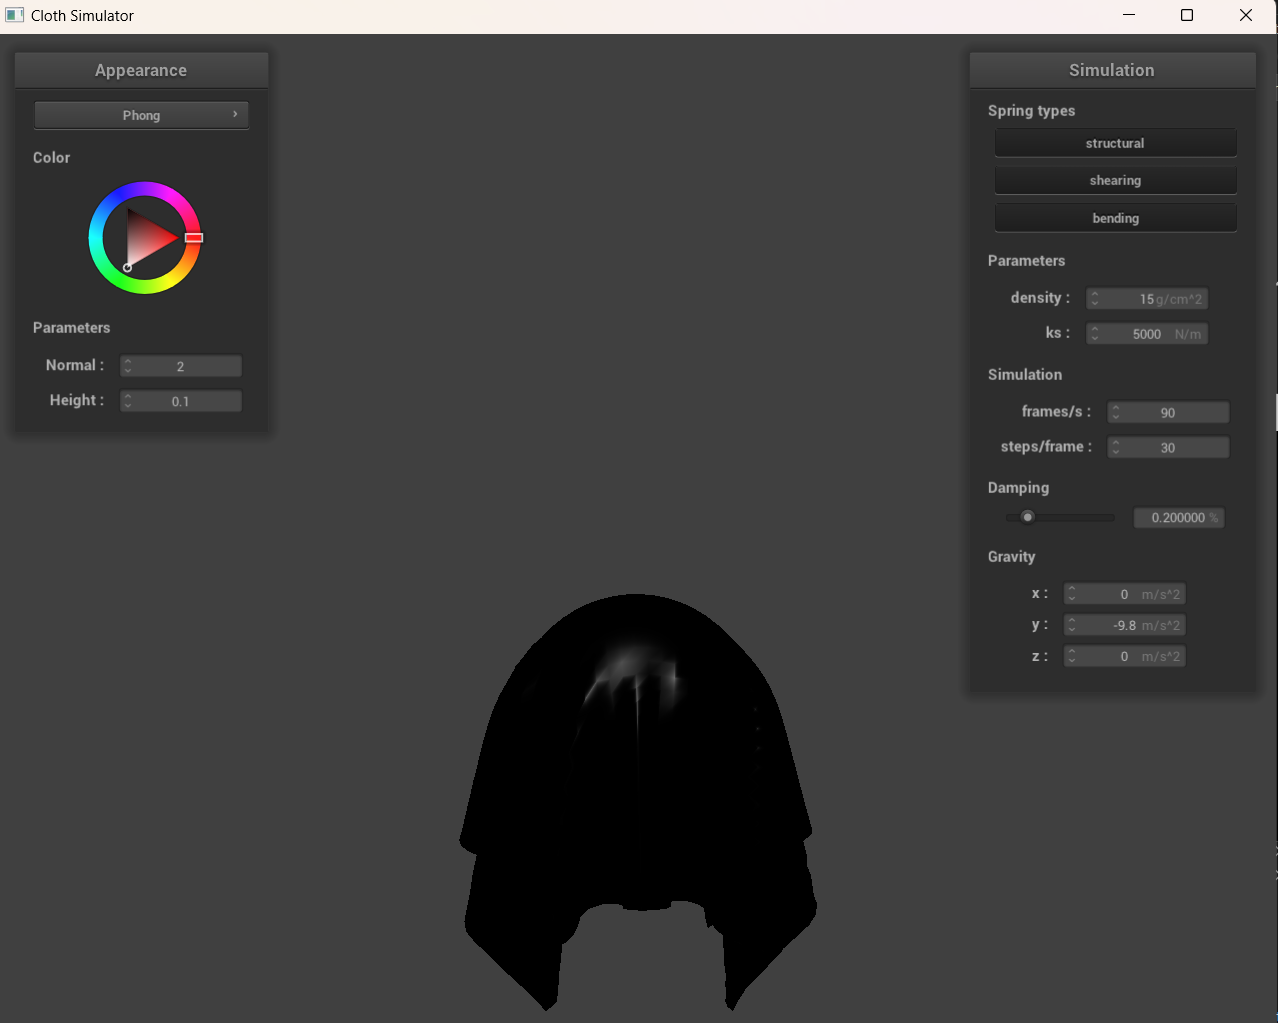 Cloth Simulator
Appearance
Phong
Color
Parameters
Normal : 2
Height : 0.1
Simulation
Spring types
structural
shearing
bending
Parameters
density : 15 g/cm^2
ks : 5000 N/m
Simulation
frames/s : 90
steps/frame : 30
Damping
0.200000 %
Gravity
x : 0 m/s^2
y : -9.8 m/s^2
z : 0 m/s^2